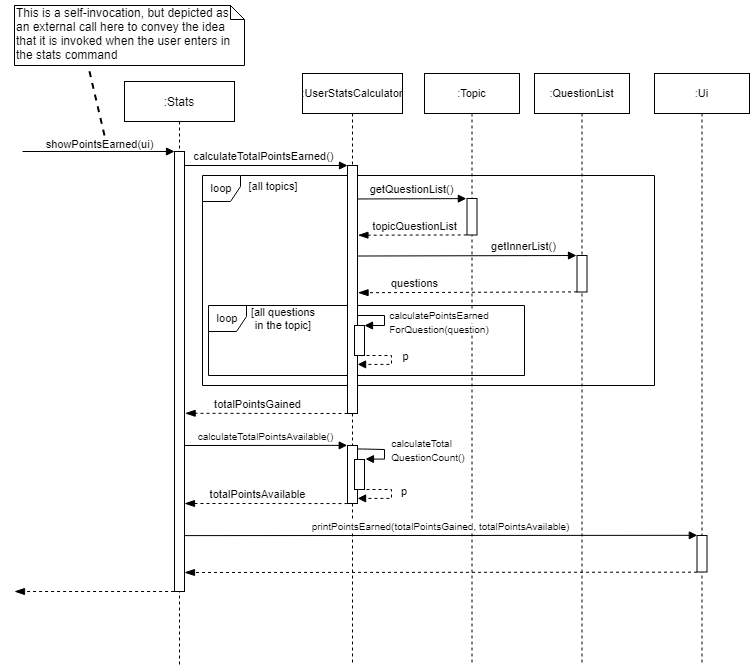 This is a self-invocation, but depicted as
an external call here to convey the idea
that it is invoked when the user enters in
the stats command
:Stats
:UserStatsCalculator
:Topic
:QuestionList
:Ui
showPointsEarned(ui)
calculateTotalPointsEarned()
loop
[all topics]
getQuestionList()
topicQuestionList
getInnerList()
questions
loop
[all questions
in the topic]
calculatePointsEarned
ForQuestion(question)
p
totalPointsGained
calculateTotalPointsAvailable()
calculateTotal
QuestionCount()
p
totalPointsAvailable
printPointsEarned(totalPointsGained, totalPointsAvailable)